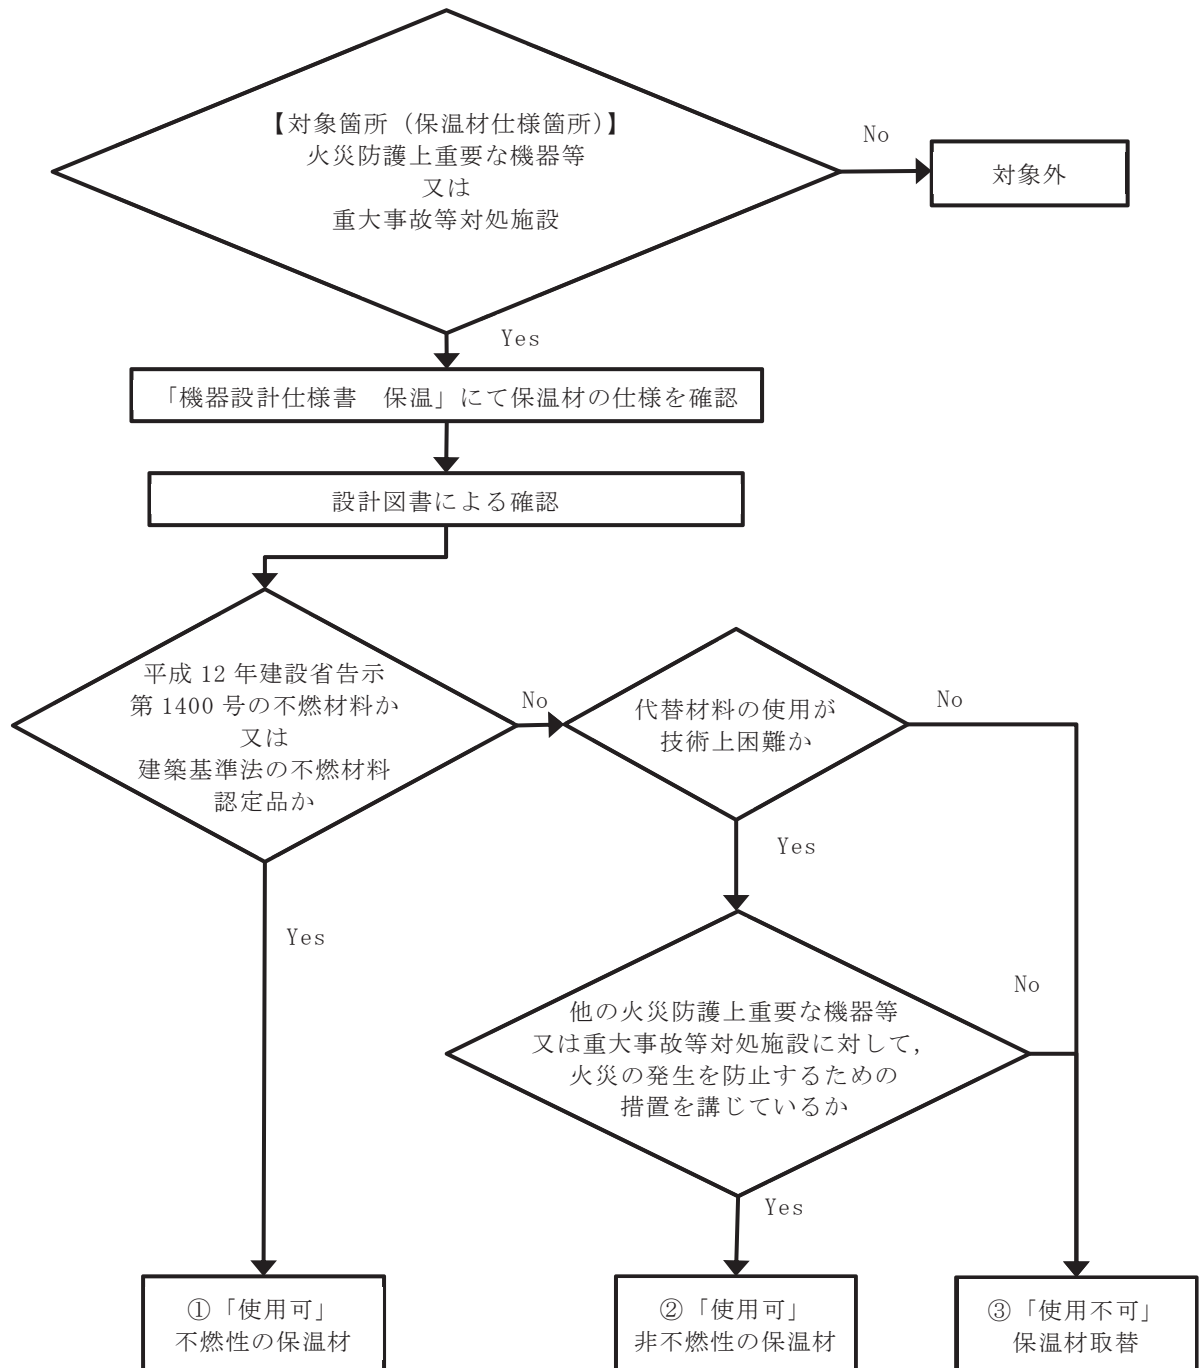 【対象箇所（保温材仕様箇所）】
火災防護上重要な機器等
又は
重大事故等対処施設
No
対象外
Yes
「機器設計仕様書　保温」にて保温材の仕様を確認
設計図書による確認
平成 12 年建設省告示
第 1400 号の不燃材料か
又は
建築基準法の不燃材料
認定品か
No
代替材料の使用が
技術上困難か
No
Yes
Yes
他の火災防護上重要な機器等
又は重大事故等対処施設に対して，
火災の発生を防止するための
措置を講じているか
No
Yes
①「使用可」
不燃性の保温材
②「使用可」
非不燃性の保温材
③「使用不可」
保温材取替